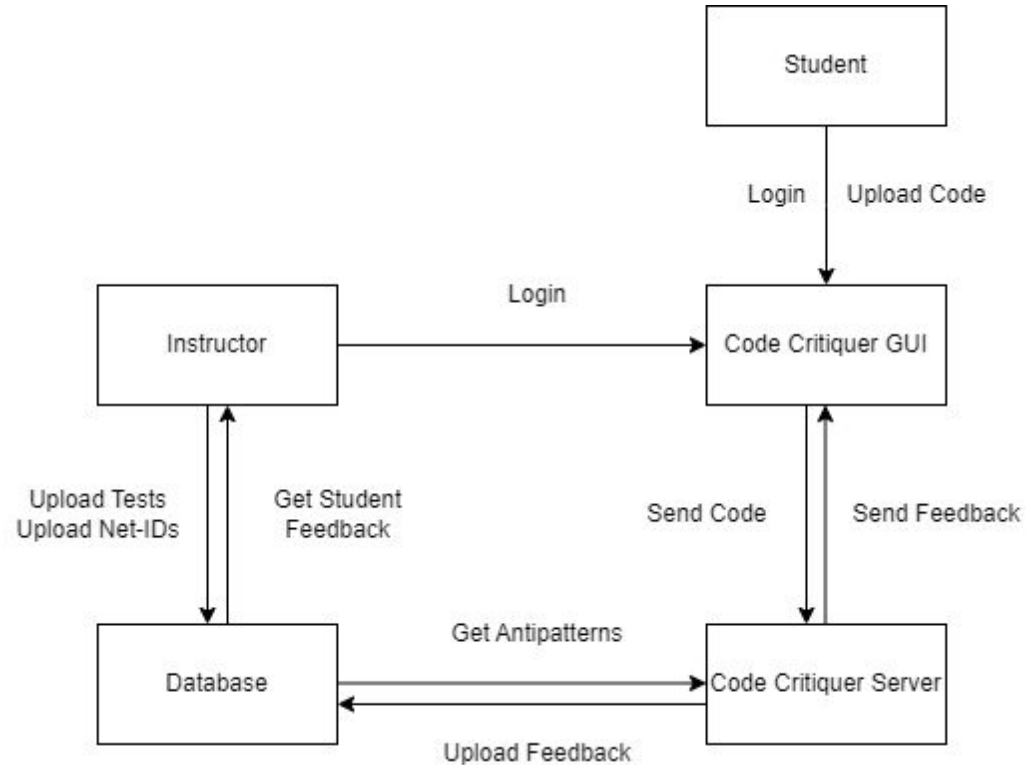 Student
Login
Upload Code
Login
Instructor
Code Critiquer GUI
Upload Tests
Upload Net-IDs
Get Student
Feedback
Send Code
Send Feedback
Get Antipatterns
Database
Code Critiquer Server
Upload Feedback